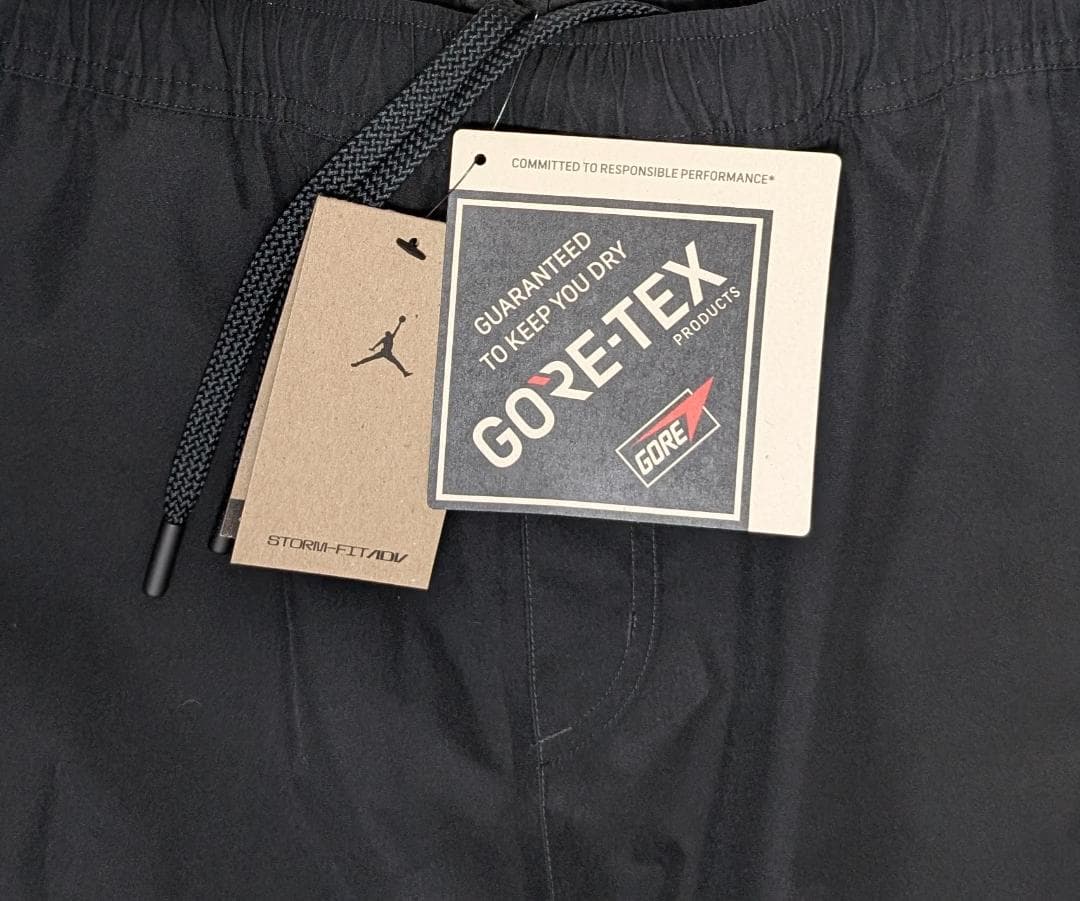 COMMITTED TO RESPONSIBLE PERFORMANCE*
GUARANTEED
TO KEEP YOU DRY
GORE-TEX
PRODUCTS
GORE
STORM-FIT ADV